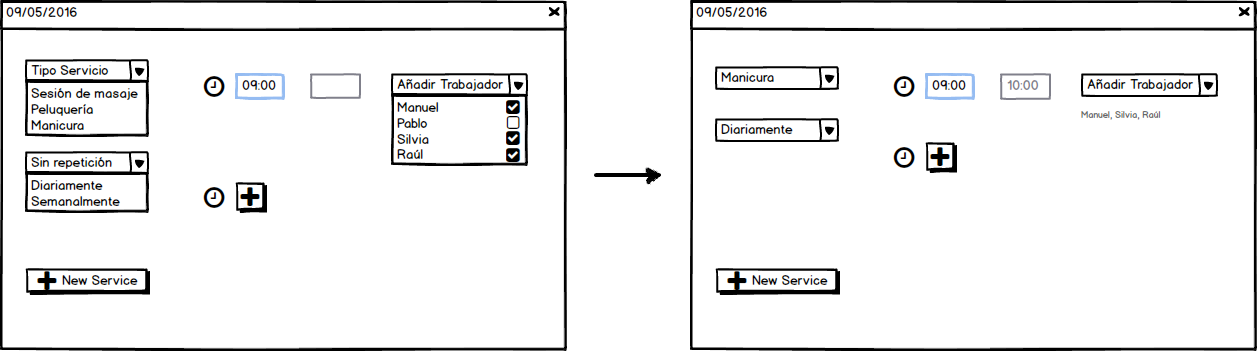 09/05/2016
Tipo Servicio
Sesión de masaje
Peluquería
Manicura
Sin repetición
Diariamente
Semanalmente
09:00
Añadir Trabajador
Manuel
Pablo
Silvia
Raúl
New Service
09/05/2016
Manicura
Diariamente
09:00
10:00
Añadir Trabajador
Manuel, Silvia, Raúl
New Service